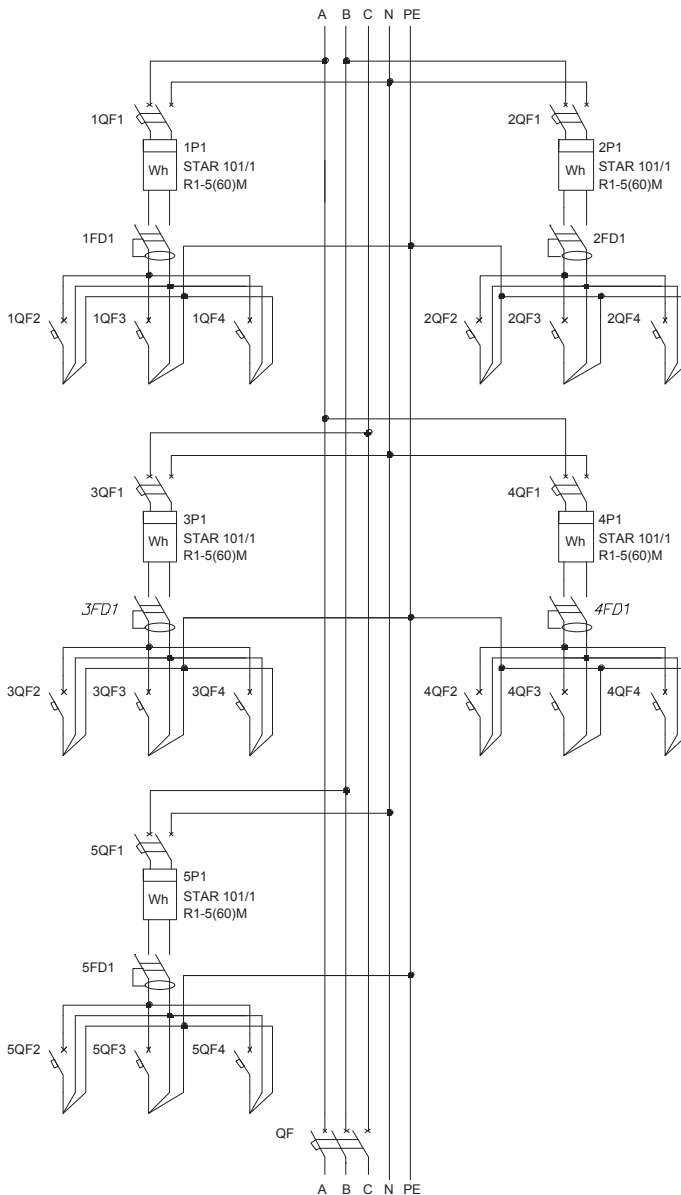 A B C N PE
1QF1
1P1
Wh
STAR 101/1
R1-5(60)M
1FD1
1QF2 1QF3 1QF4
2QF1
2P1
Wh
STAR 101/1
R1-5(60)M
2FD1
2QF2 2QF3 2QF4
3QF1
3P1
Wh
STAR 101/1
R1-5(60)M
3FD1
3QF2 3QF3 3QF4
4QF1
4P1
Wh
STAR 101/1
R1-5(60)M
4FD1
4QF2 4QF3 4QF4
5QF1
5P1
Wh
STAR 101/1
R1-5(60)M
5FD1
5QF2 5QF3 5QF4
QF
A B C N PE